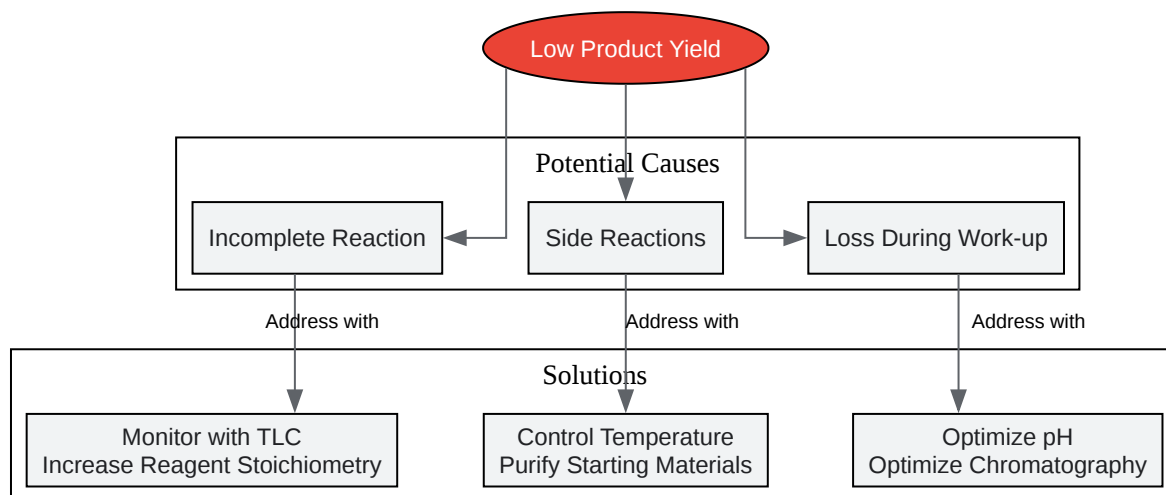 Low Product Yield
Potential Causes
Incomplete Reaction
Side Reactions
Loss During Work-up
Address with
Address with
Address with
Solutions
Monitor with TLC
Increase Reagent Stoichiometry
Control Temperature
Purify Starting Materials
Optimize pH
Optimize Chromatography